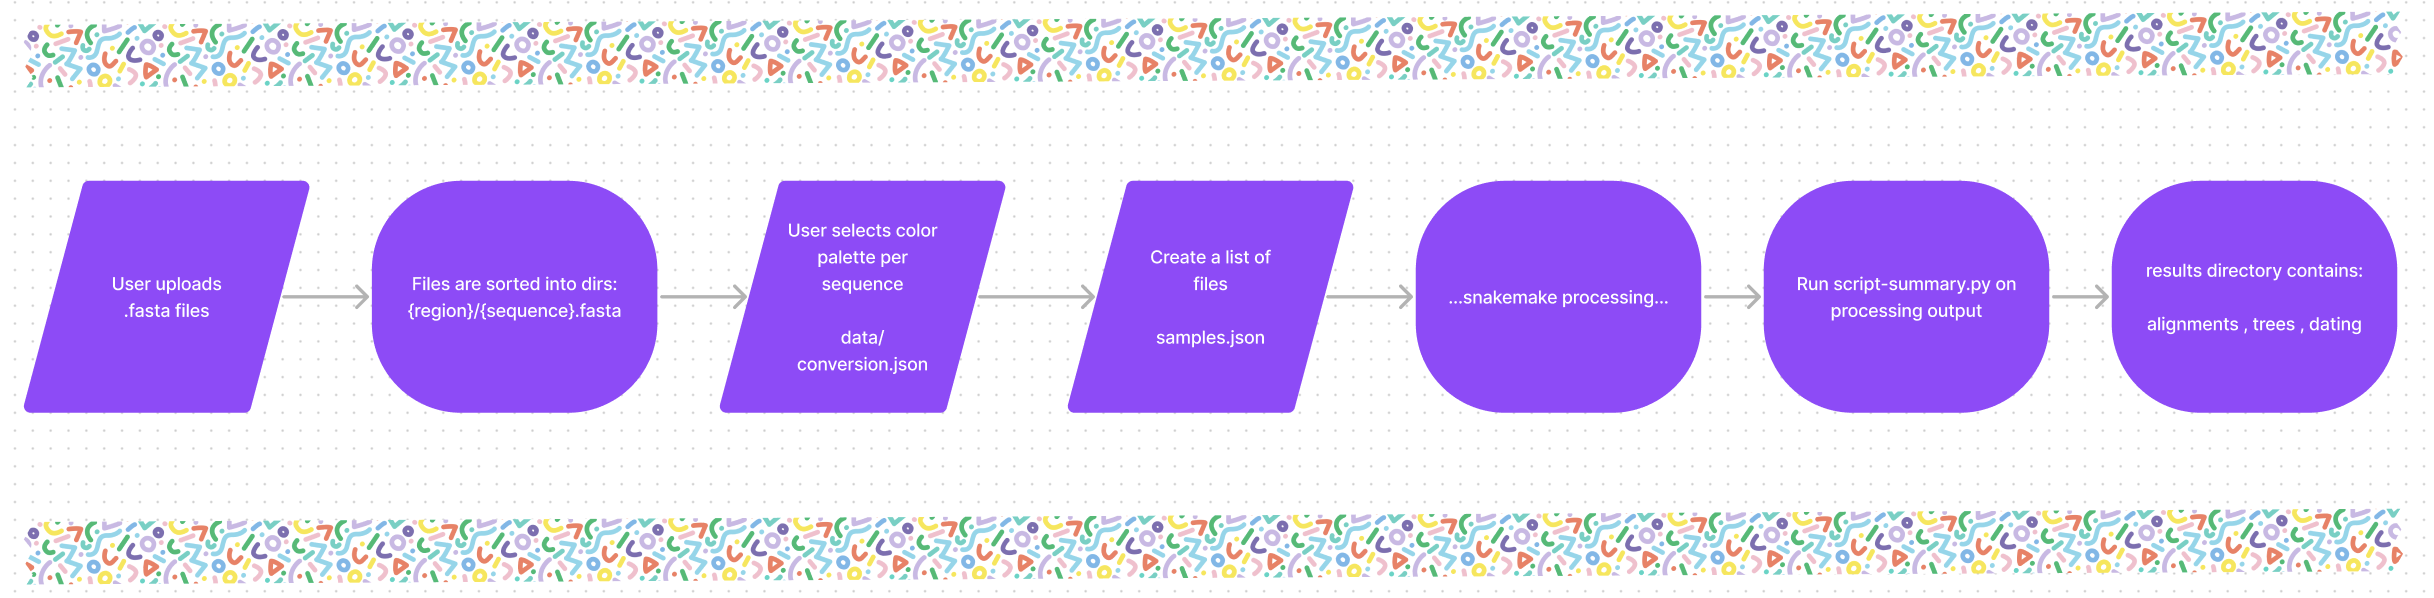 User uploads
.fasta files
Files are sorted into dirs:
{region}/{sequence}.fasta
User selects color
palette per
sequence
data/
conversion.json
Create a list of
files
samples.json
...snakemake processing...
Run script-summary.py on
processing output
results directory contains:
alignments , trees , dating